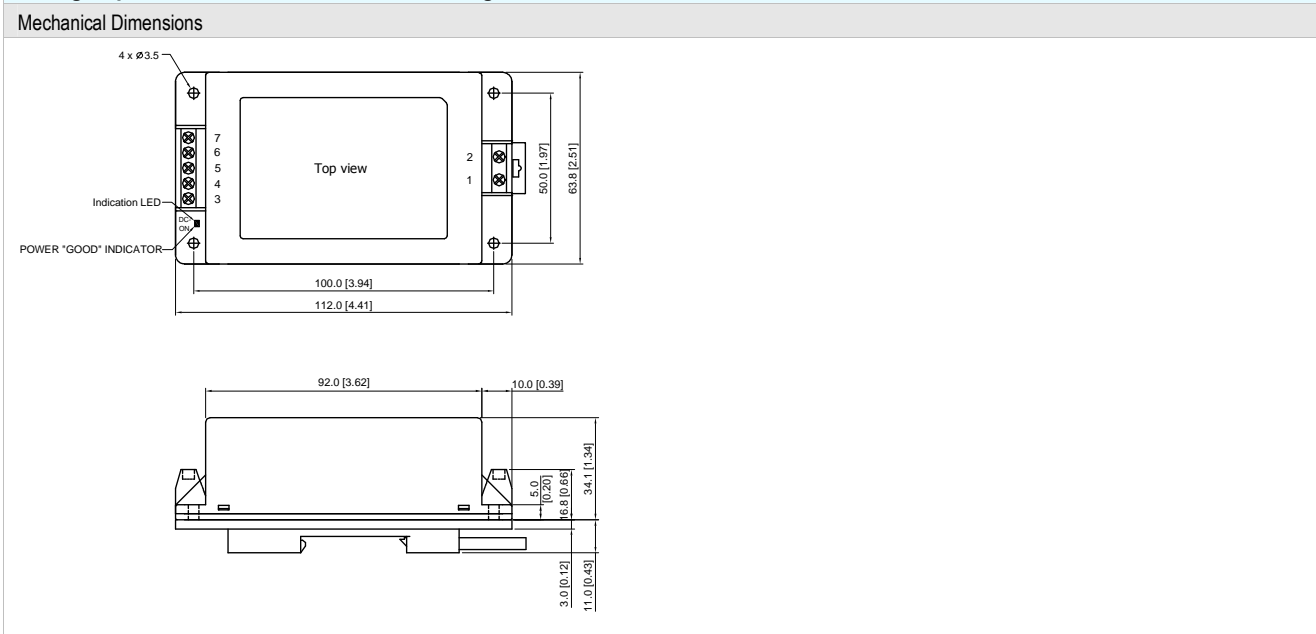 Mechanical Dimensions
4 x Ø3.5
7
6
5
4
3
2
1
Top view
Indication LED
DC
ON
POWER "GOOD" INDICATOR
50.0 [1.97]
63.8 [2.51]
100.0 [3.94]
112.0 [4.41]
92.0 [3.62]
10.0 [0.39]
5.0
[0.20]
16.8 [0.66]
34.1 [1.34]
3.0 [0.12]
11.0 [0.43]